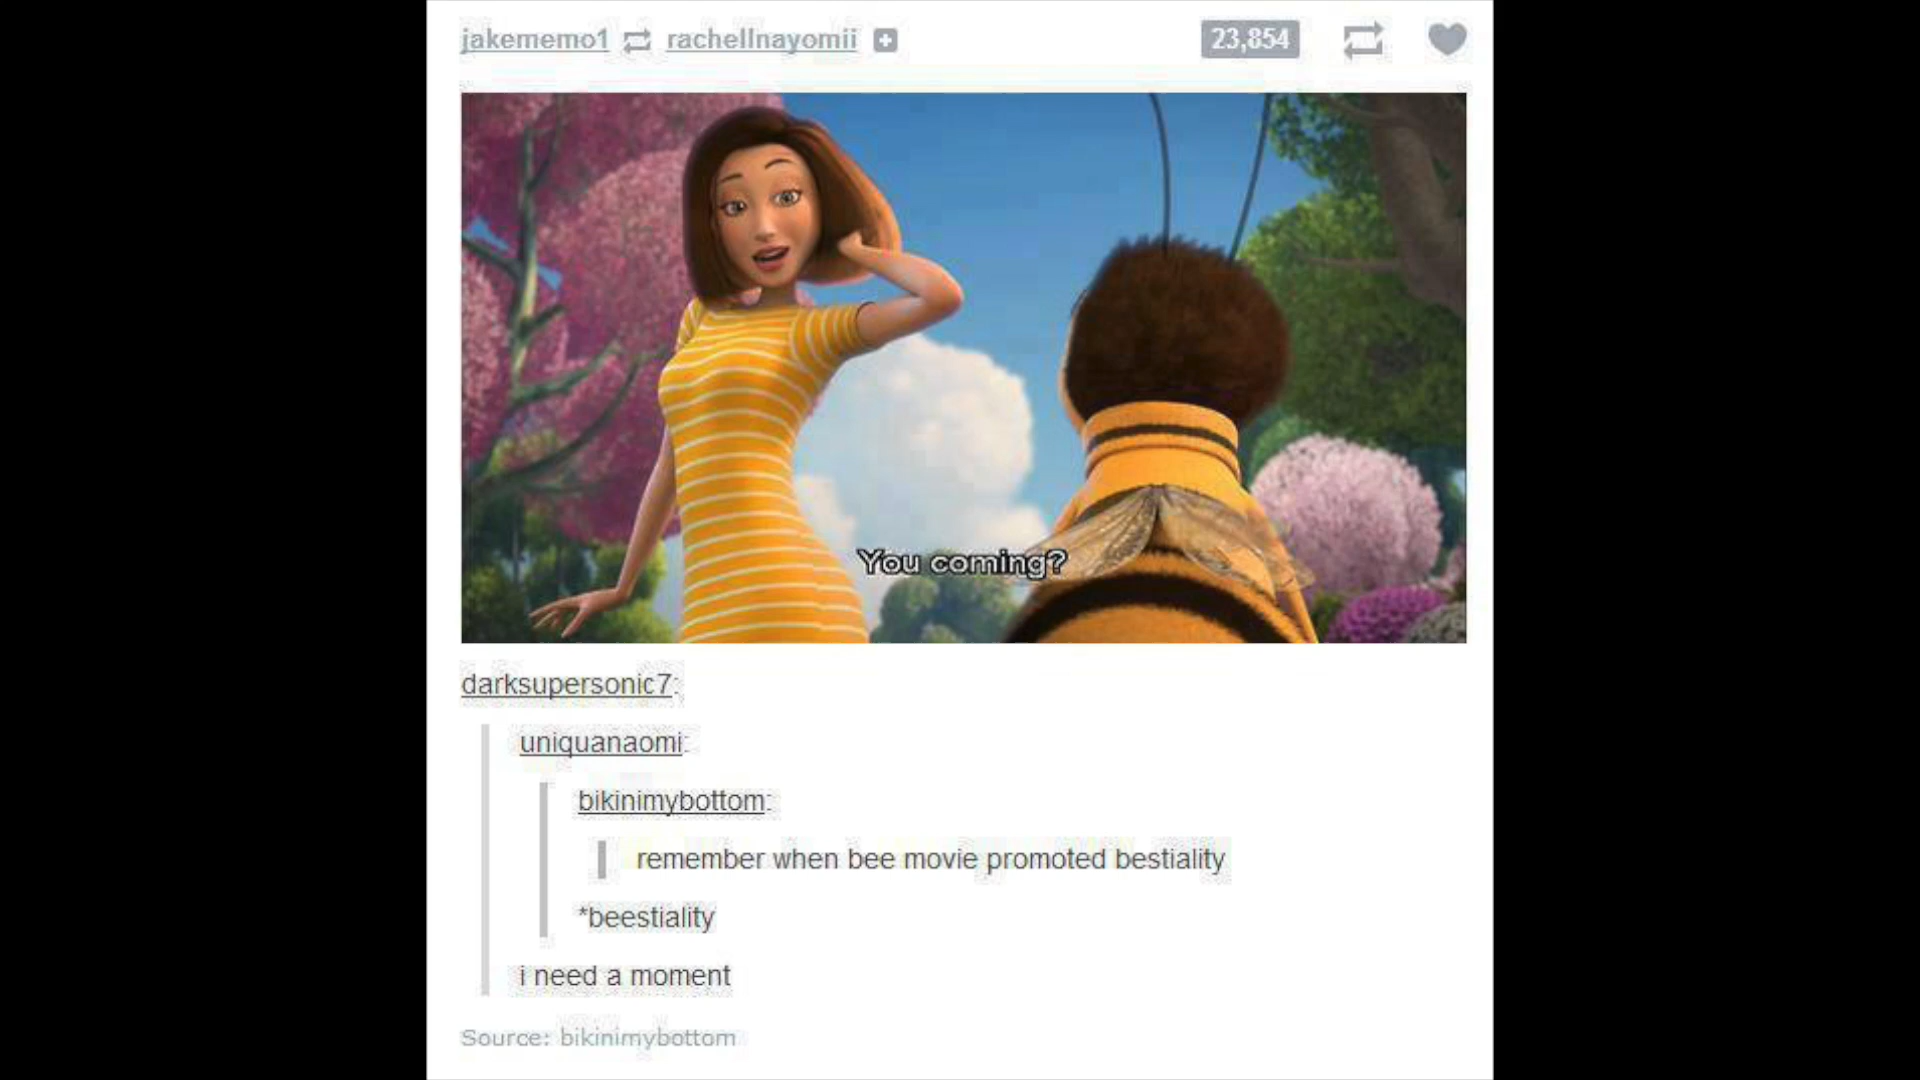 jakememo1 rachellnayomii
23,854
You coming?
darksupersonic7:
uniquanaomi:
bikinimybottom:
remember when bee movie promoted bestiality
*beestiality
i need a moment
Source: bikinimybottom